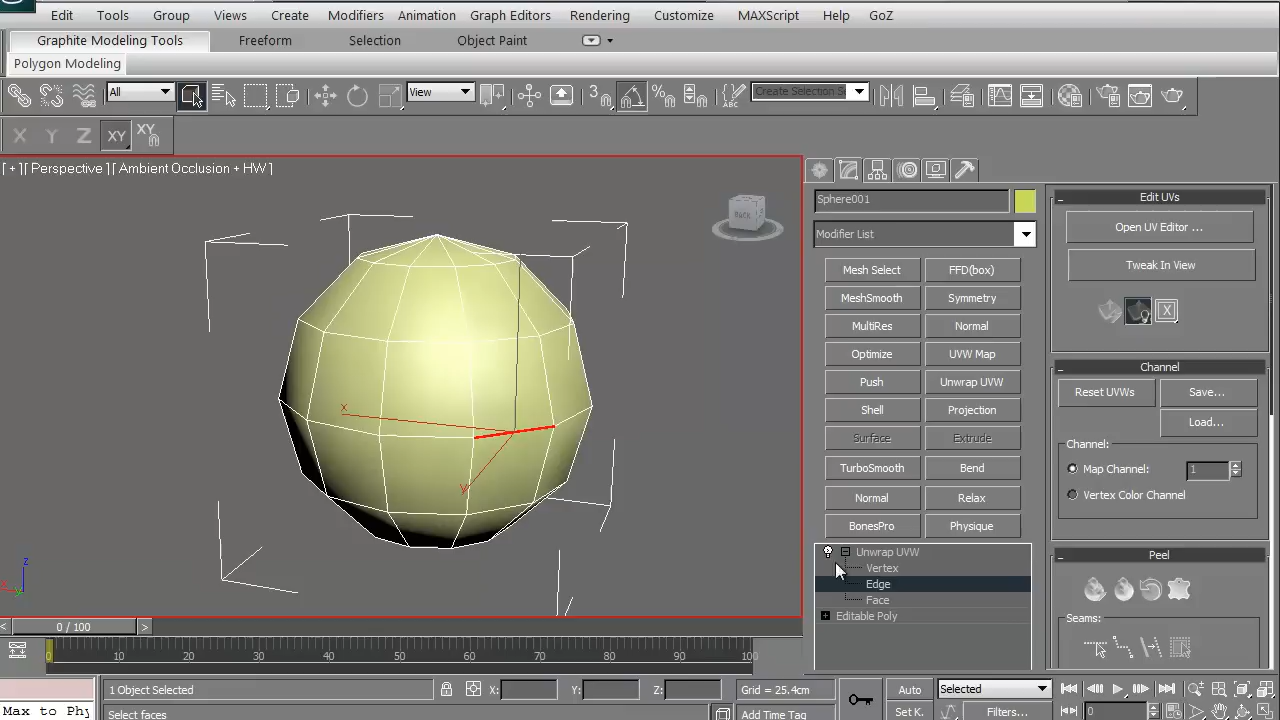 Edit Tools Group Views Create Modifiers Animation Graph Editors Rendering Customize MAXScript Help GoZ
Graphite Modeling Tools Freeform Selection Object Paint
Polygon Modeling
All View 3 Create Selection Se
X Y Z XY XY
[ + ][ Perspective ][ Ambient Occlusion + HW ]
BACK
x
y
z
x
y
Sphere001
Modifier List
Mesh Select FFD(box)
MeshSmooth Symmetry
MultiRes Normal
Optimize UVW Map
Push Unwrap UVW
Shell Projection
Surface Extrude
TurboSmooth Bend
Normal Relax
BonesPro Physique
Unwrap UVW
Vertex
Edge
Face
Editable Poly
Edit UVs
Open UV Editor ...
Tweak In View
Channel
Reset UVWs Save...
Load...
Channel:
Map Channel: 1
Vertex Color Channel
Peel
Seams:
< 0 / 100 >
0 10 20 30 40 50 60 70 80 90 100
1 Object Selected X: Y: Z: Grid = 25.4cm Auto Selected
Max to Phy Select faces Add Time Tag Set K. Filters... 0